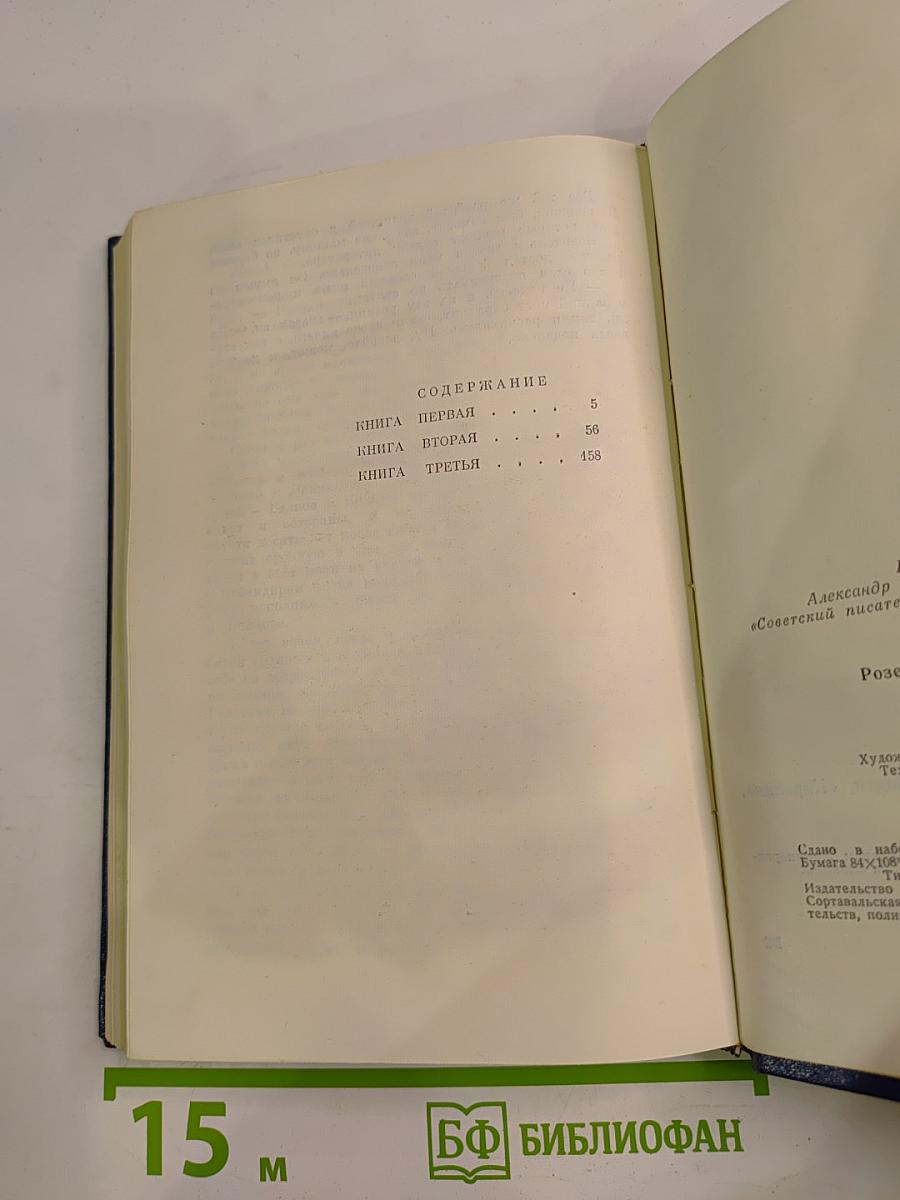 СОДЕРЖАНИЕ
КНИГА ПЕРВАЯ . . . . 5
КНИГА ВТОРАЯ . . . . 56
КНИГА ТРЕТЬЯ . . . . 158
Александр
«Советский писате
Розе
Худож
Тех
Сдано в наб
Бумага 84×108
Ти
Издательство
Сортавальская
тельств, поли
15 м
БФ БИБЛИОФАН